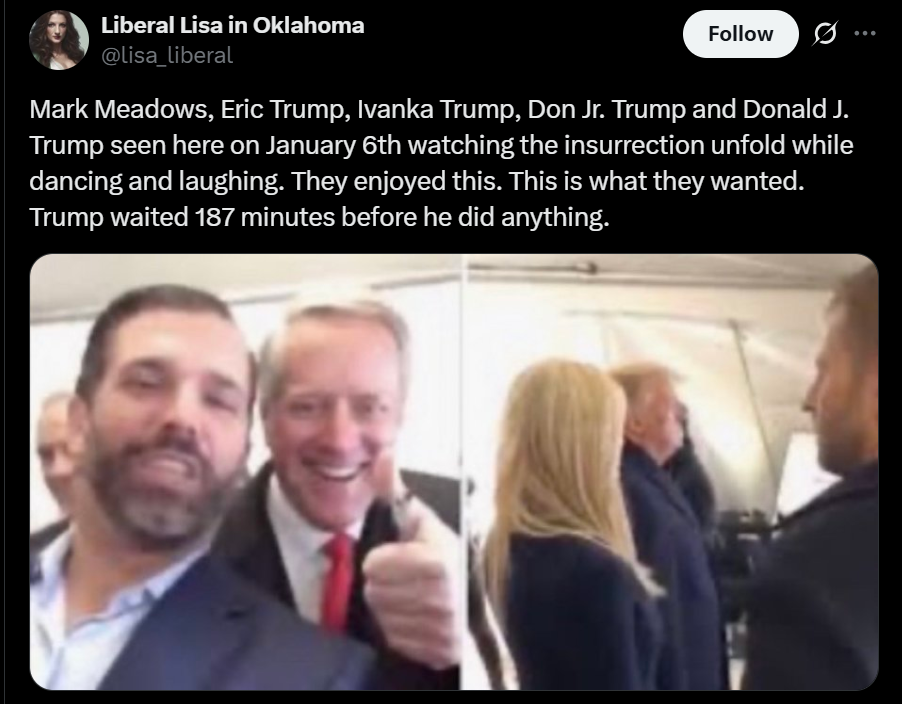 Liberal Lisa in Oklahoma
@lisa_liberal
Follow
Mark Meadows, Eric Trump, Ivanka Trump, Don Jr. Trump and Donald J.
Trump seen here on January 6th watching the insurrection unfold while
dancing and laughing. They enjoyed this. This is what they wanted.
Trump waited 187 minutes before he did anything.